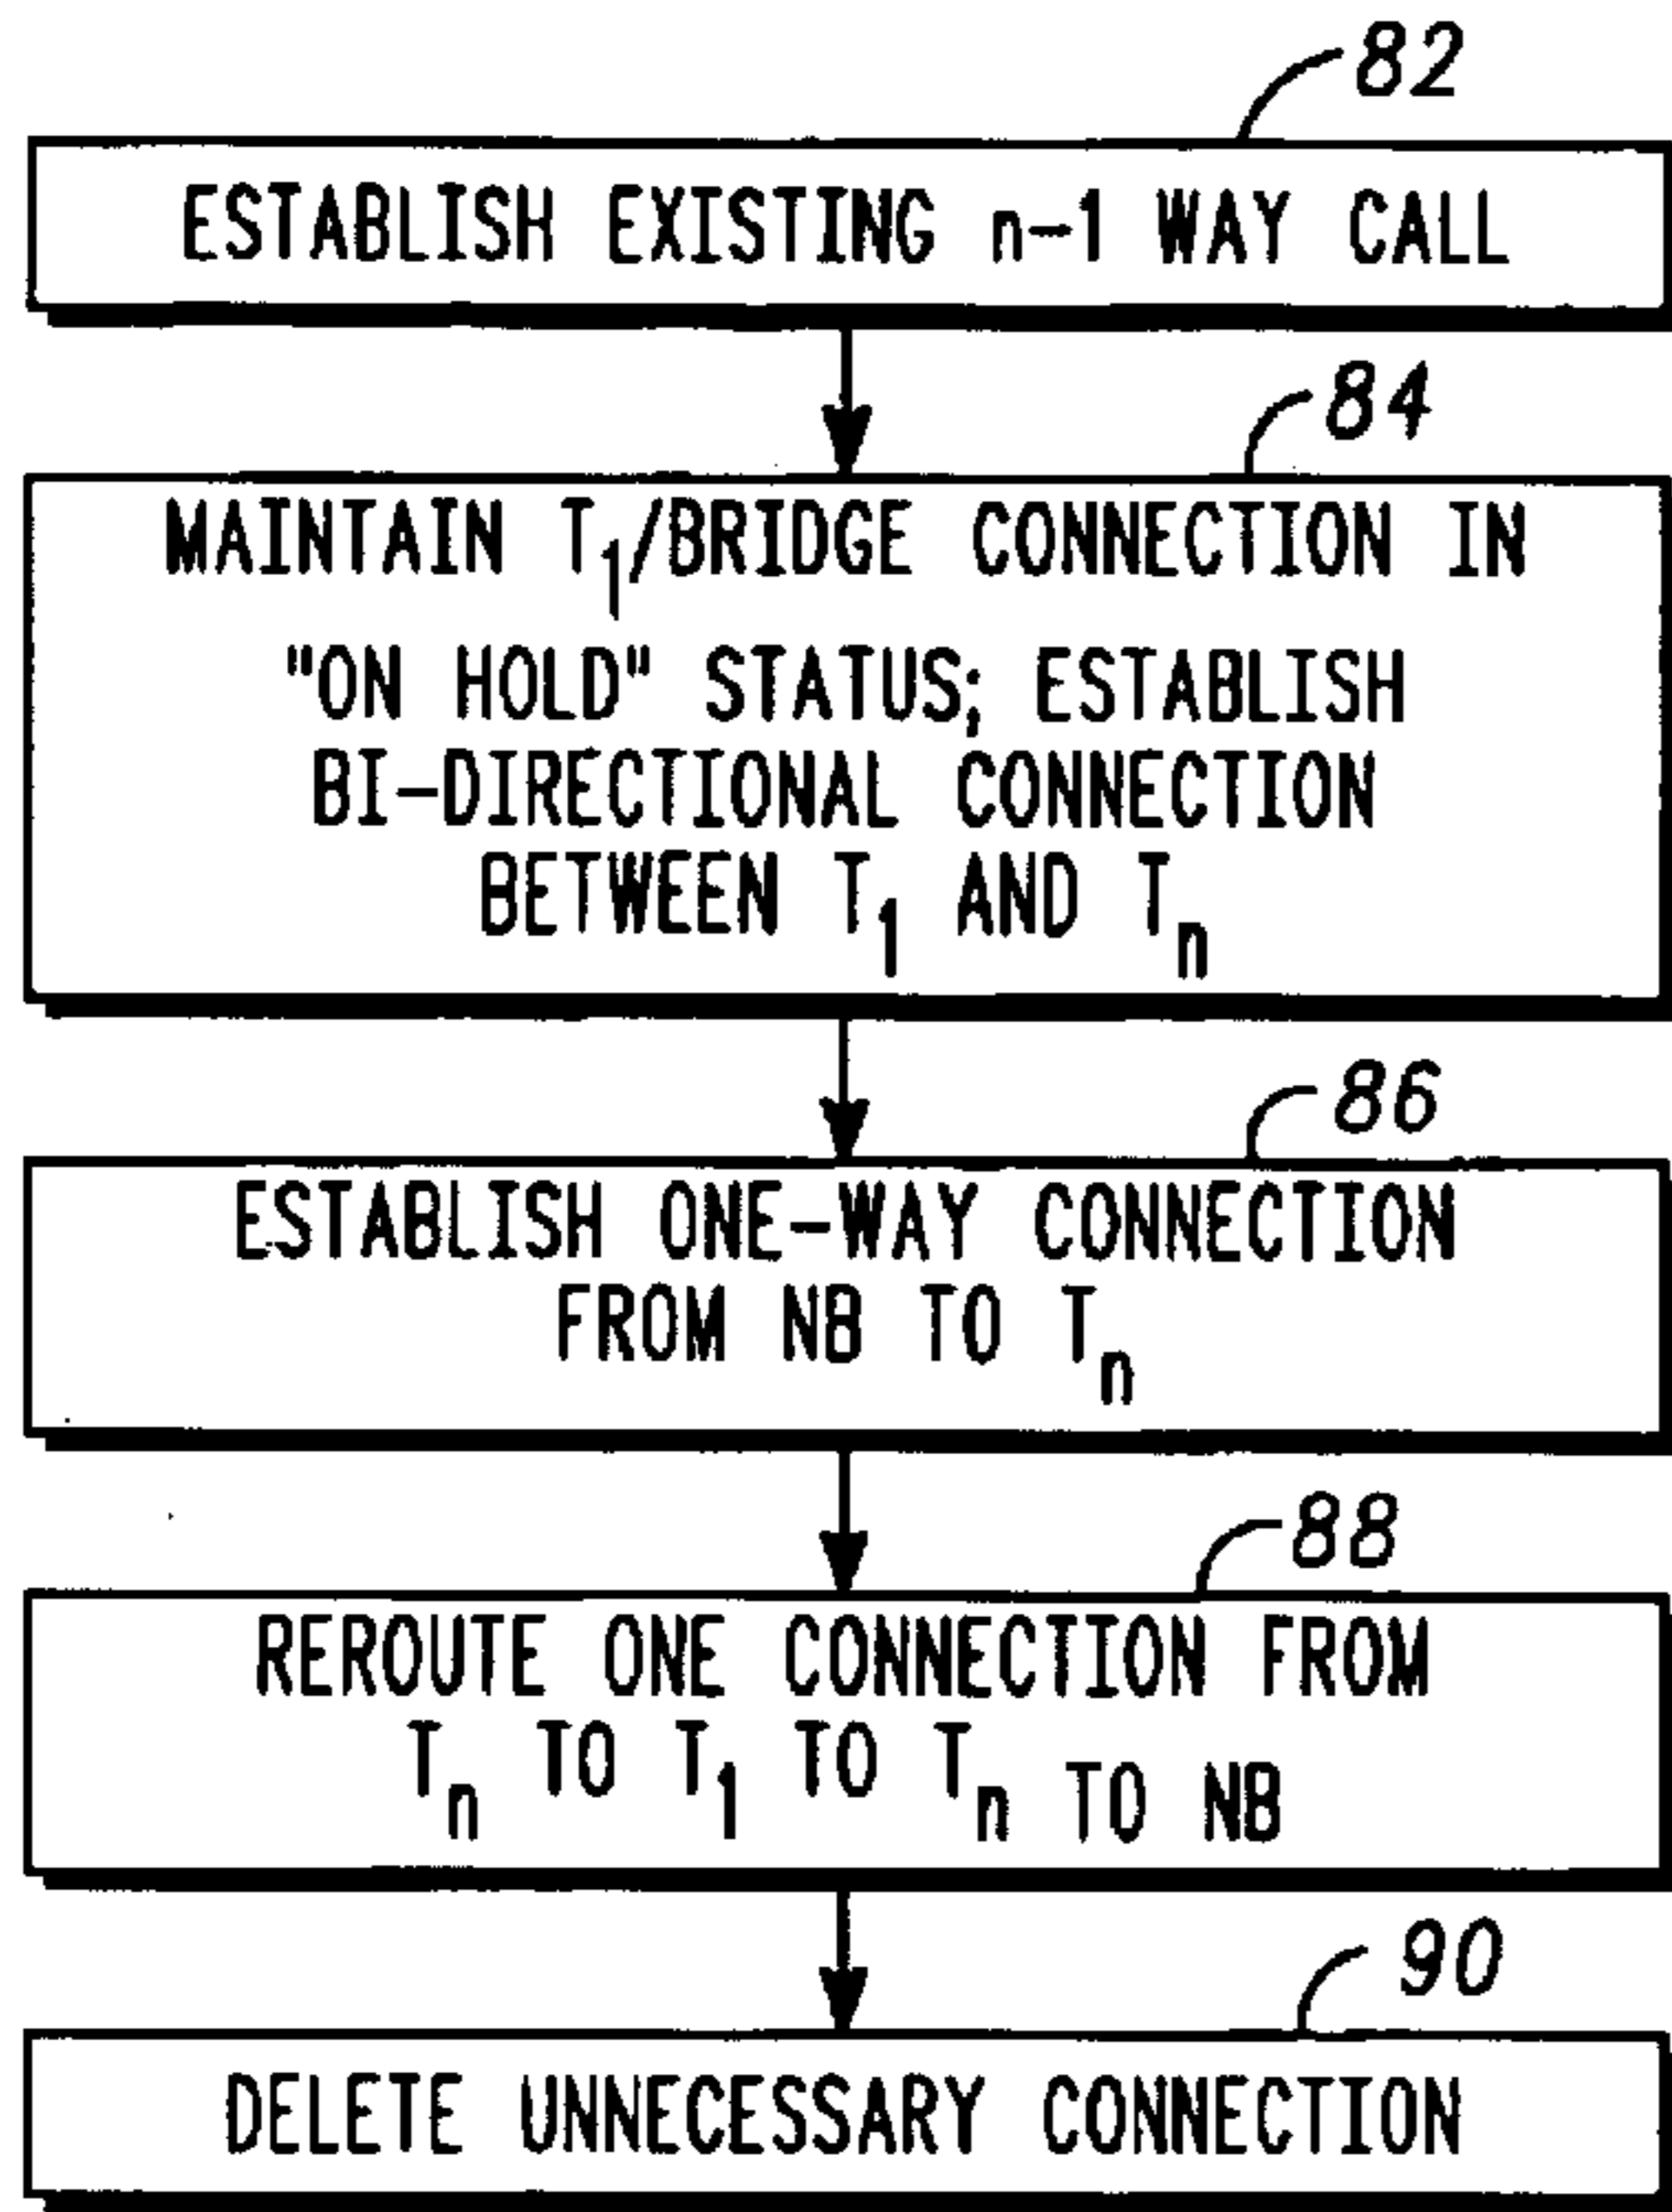 82
ESTABLISH EXISTING n-1 WAY CALL
84
MAINTAIN T₁/BRIDGE CONNECTION IN
"ON HOLD" STATUS; ESTABLISH
BI-DIRECTIONAL CONNECTION
BETWEEN T₁ AND Tₙ
86
ESTABLISH ONE-WAY CONNECTION
FROM NB TO Tₙ
88
REROUTE ONE CONNECTION FROM
Tₙ TO T₁ TO Tₙ TO NB
90
DELETE UNNECESSARY CONNECTION